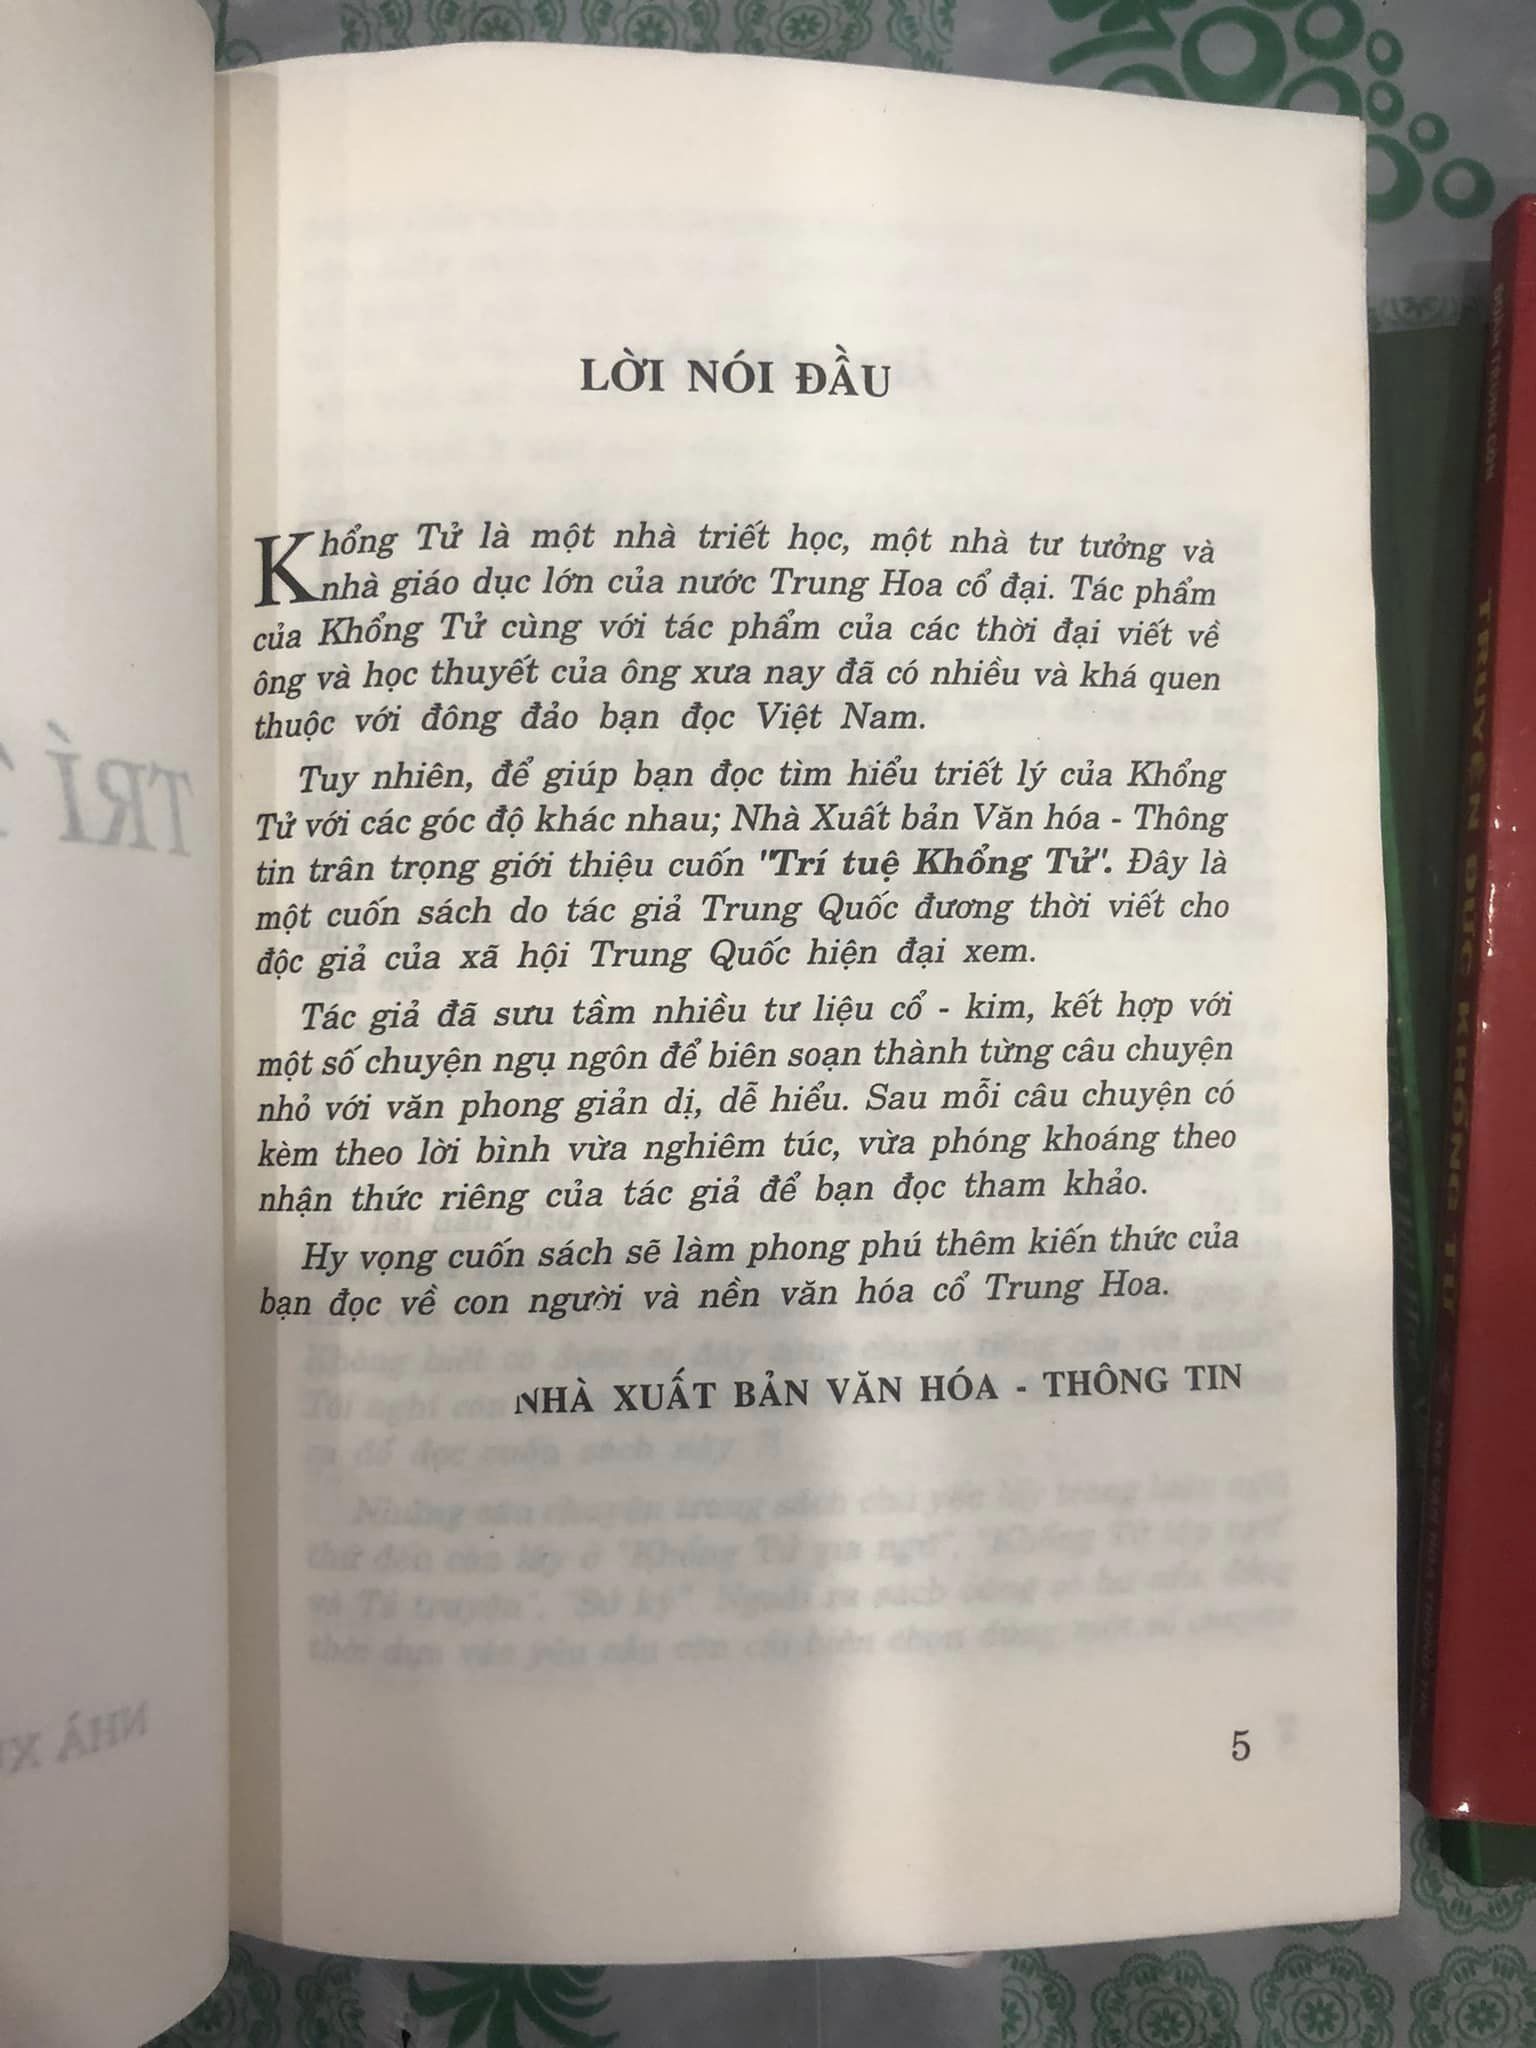 LỜI NÓI ĐẦU
Khổng Tử là một nhà triết học, một nhà tư tưởng và
nhà giáo dục lớn của nước Trung Hoa cổ đại. Tác phẩm
của Khổng Tử cùng với tác phẩm của các thời đại viết về
ông và học thuyết của ông xưa nay đã có nhiều và khá quen
thuộc với đông đảo bạn đọc Việt Nam.
Tuy nhiên, để giúp bạn đọc tìm hiểu triết lý của Khổng
Tử với các góc độ khác nhau; Nhà Xuất bản Văn hóa - Thông
tin trân trọng giới thiệu cuốn "Trí tuệ Khổng Tử". Đây là
một cuốn sách do tác giả Trung Quốc đương thời viết cho
độc giả của xã hội Trung Quốc hiện đại xem.
Tác giả đã sưu tầm nhiều tư liệu cổ - kim, kết hợp với
một số chuyện ngụ ngôn để biên soạn thành từng câu chuyện
nhỏ với văn phong giản dị, dễ hiểu. Sau mỗi câu chuyện có
kèm theo lời bình vừa nghiêm túc, vừa phóng khoáng theo
nhận thức riêng của tác giả để bạn đọc tham khảo.
Hy vọng cuốn sách sẽ làm phong phú thêm kiến thức của
bạn đọc về con người và nền văn hóa cổ Trung Hoa.
NHÀ XUẤT BẢN VĂN HÓA - THÔNG TIN
5
ĐOÀN TRUNG CÒN
TRUYỆN ĐỨC KHỔNG TỬ